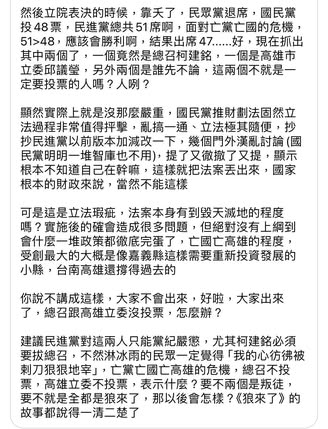 然後立院表決的時候，靠夭了，民眾黨退席，國民黨
投48票，民進黨總共51席啊，面對亡黨亡國的危機，
51>48，應該會勝利啊，結果出席47......好，現在抓出
其中兩個了，一個竟然是總召柯建銘，一個是高雄市
立委邱議瑩，另外兩個是誰先不論，這兩個不就是一
定要投票的人嗎？人咧？
顯然實際上就是沒那麼嚴重，國民黨推財劃法固然立
法過程非常值得抨擊，亂搞一通、立法極其隨便，抄
抄民進黨以前版本加減改一下，幾個門外漢亂討論 (國
民黨明明一堆智庫也不用)，提了又徹撤了又提，顯示
根本不知道自己在幹嘛，這樣就把法案丟出來，國家
根本的財政來說，當然不能這樣
可是這是立法瑕疵，法案本身有到毀天滅地的程度
嗎？實施後的確會造成很多問題，但絕對沒有上綱到
會什麼一堆政策都徹底完蛋了，亡國亡高雄的程度，
受創最大的大概是像嘉義縣這樣需要重新投資發展的
小縣，台南高雄還撐得過去的
你說不講成這樣，大家不會出來，好啦，大家出來
了，總召跟高雄立委沒投票，怎麼辦？
建議民進黨對這兩人只能黨紀嚴懲，尤其柯建銘必須
要拔總召，不然淋冰雨的民眾一定覺得「我的心彷彿被
刺刀狠狠地宰」，亡黨亡國亡高雄的危機，總召不投
票，高雄立委不投票，表示什麼？要不兩個是叛徒，
要不就是全都是狼來了，那以後會怎樣？《狼來了》的
故事都說得一清二楚了